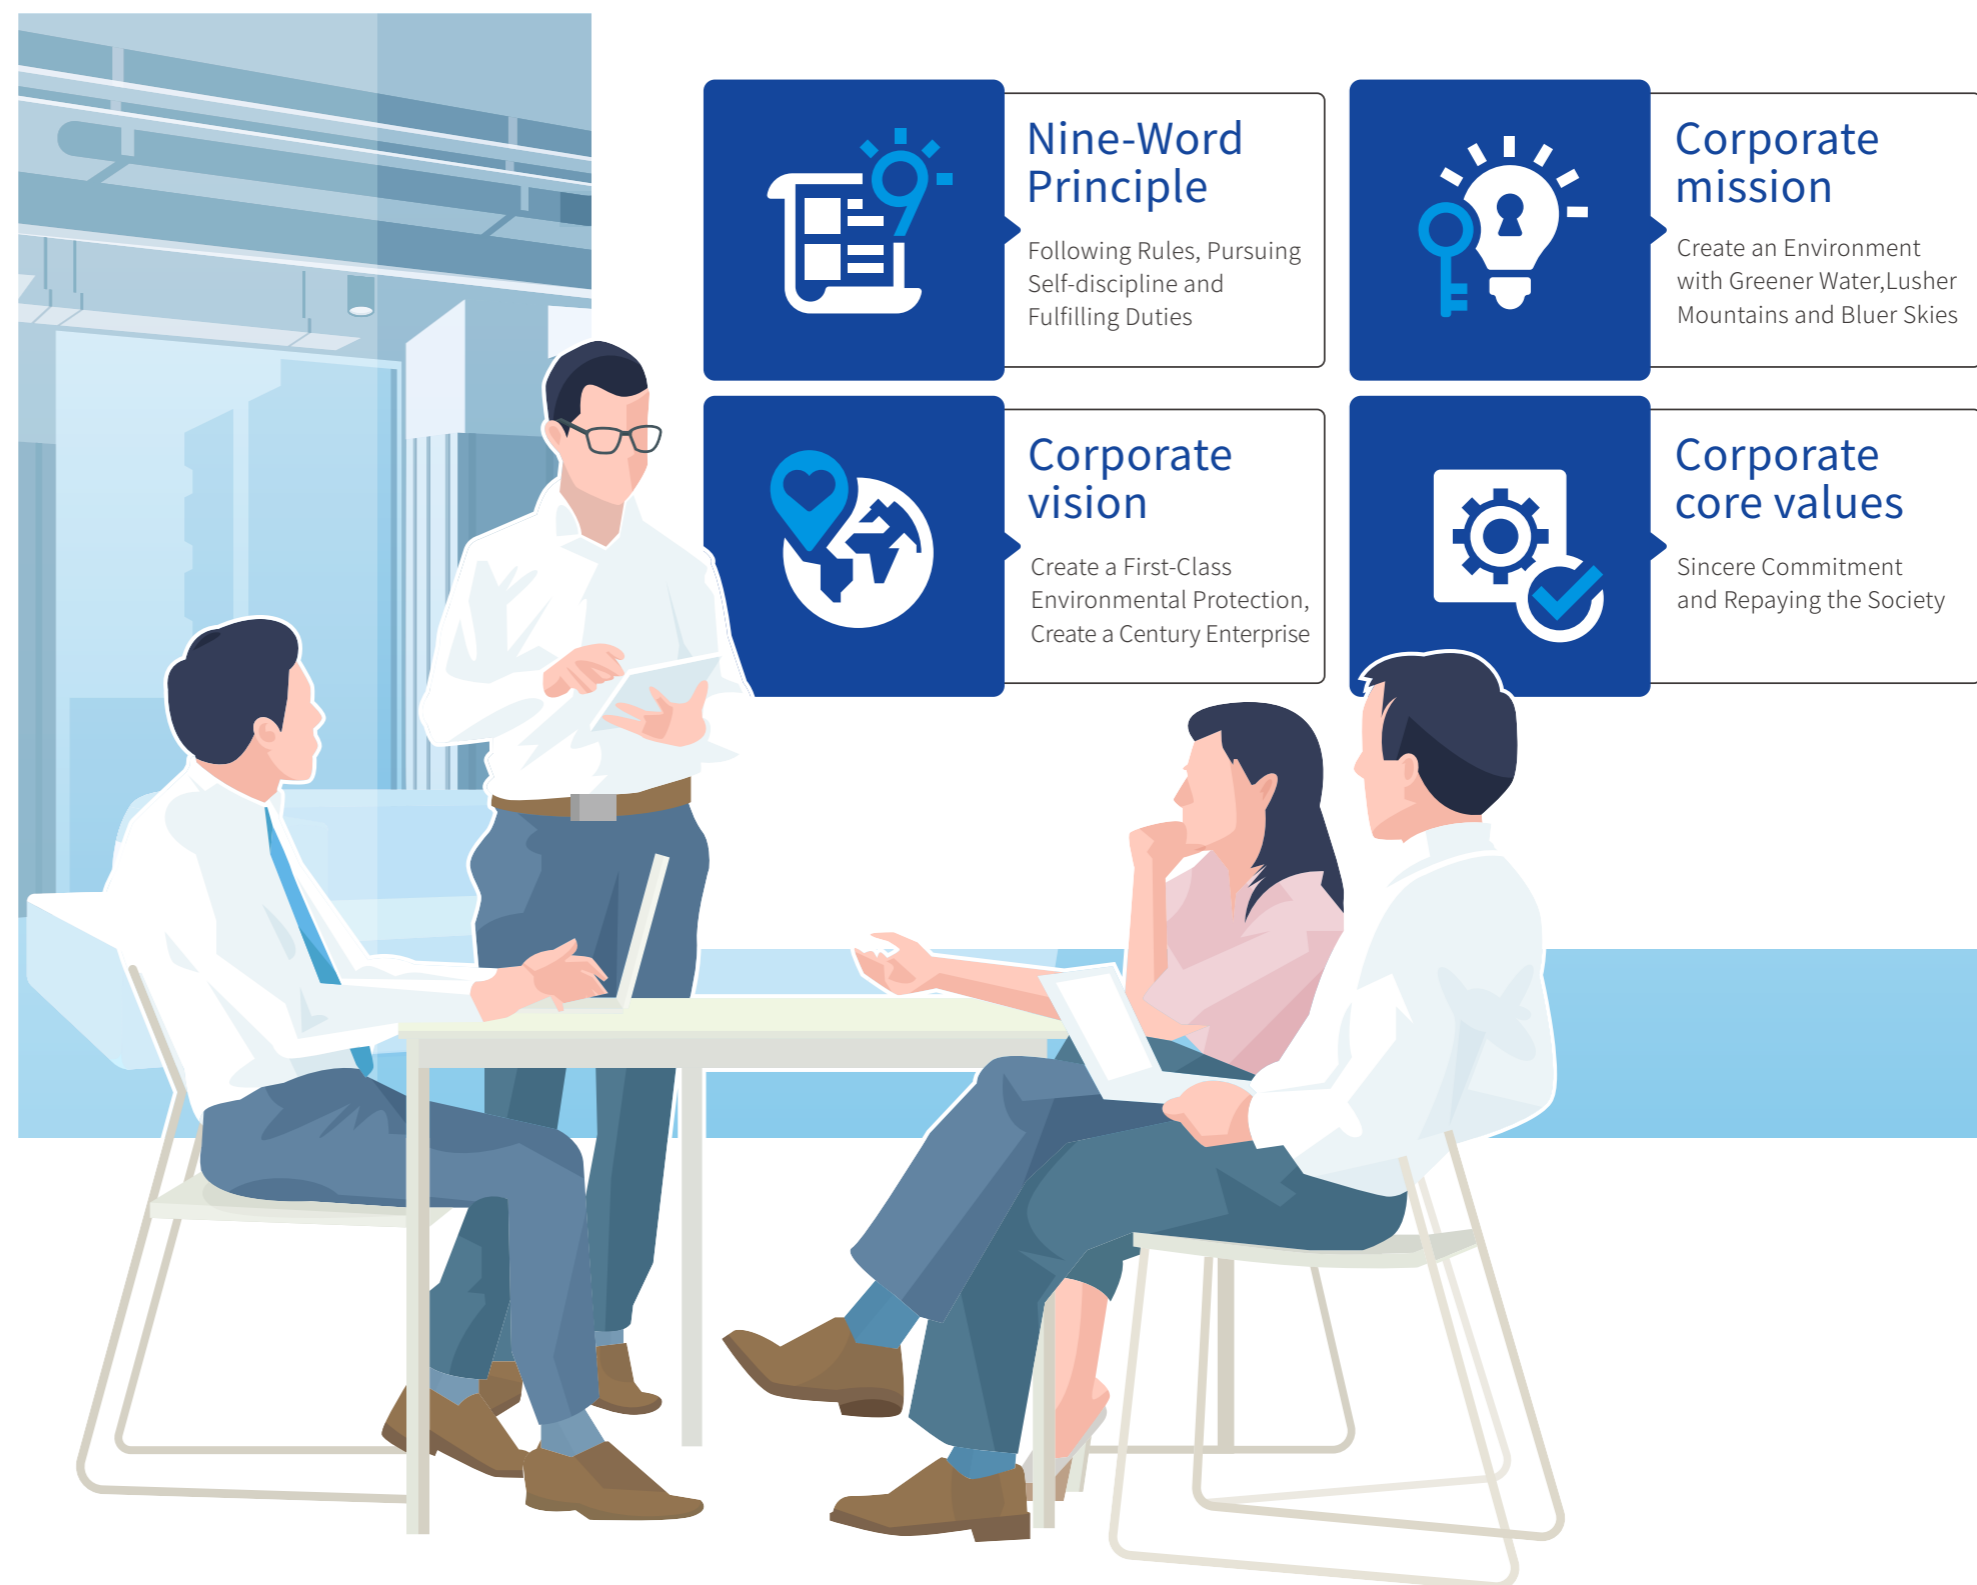 Nine-Word
Principle
Following Rules, Pursuing
Self-discipline and
Fulfilling Duties
Corporate
mission
Create an Environment
with Greener Water,Lusher
Mountains and Bluer Skies
Corporate
vision
Create a First-Class
Environmental Protection,
Create a Century Enterprise
Corporate
core values
Sincere Commitment
and Repaying the Society